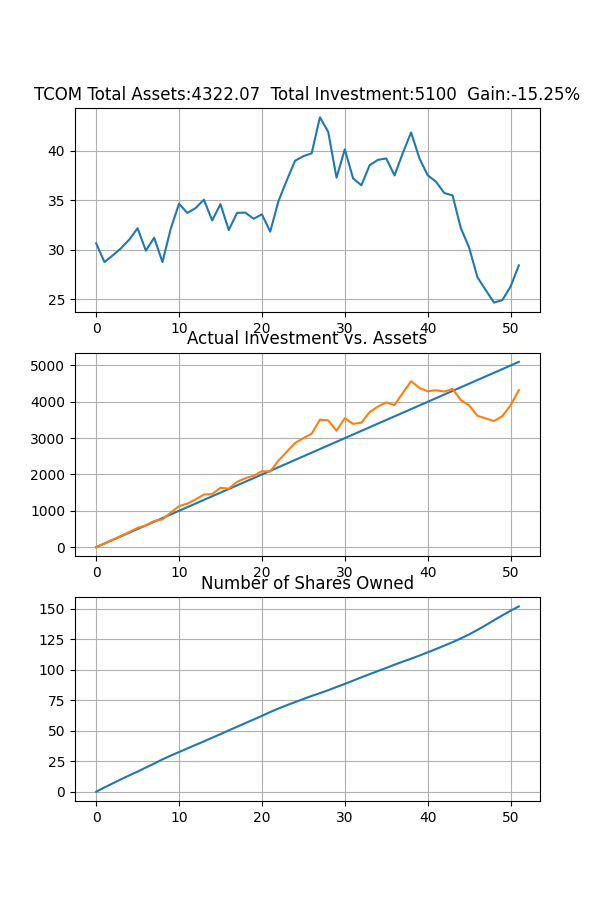 TCOM Total Assets:4322.07  Total Investment:5100  Gain:-15.25%
40
35
30
25
0 10 20 30 40 50
Actual Investment vs. Assets
5000
4000
3000
2000
1000
0
0 10 20 30 40 50
Number of Shares Owned
150
125
100
75
50
25
0
0 10 20 30 40 50